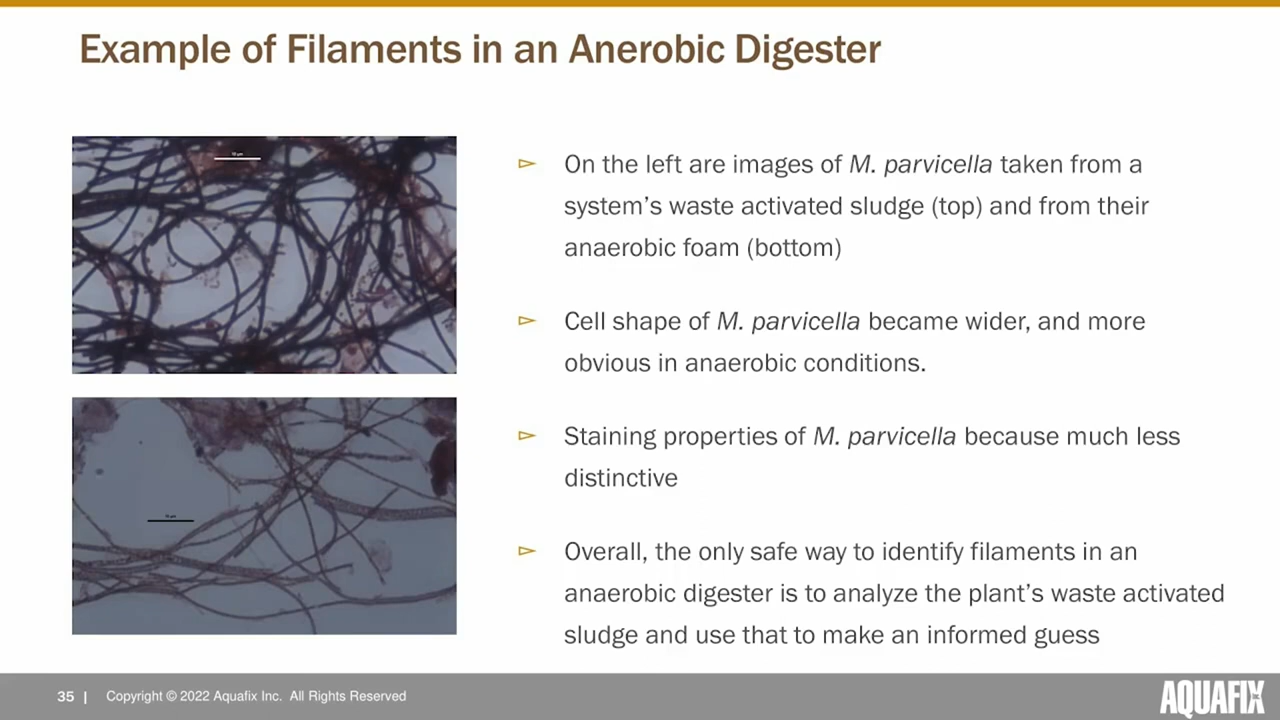 Example of Filaments in an Anerobic Digester
► On the left are images of M. parvicella taken from a
system’s waste activated sludge (top) and from their
anaerobic foam (bottom)
► Cell shape of M. parvicella became wider, and more
obvious in anaerobic conditions.
► Staining properties of M. parvicella because much less
distinctive
► Overall, the only safe way to identify filaments in an
anaerobic digester is to analyze the plant’s waste activated
sludge and use that to make an informed guess
35 | Copyright © 2022 Aquafix Inc. All Rights Reserved
AQUAFIX